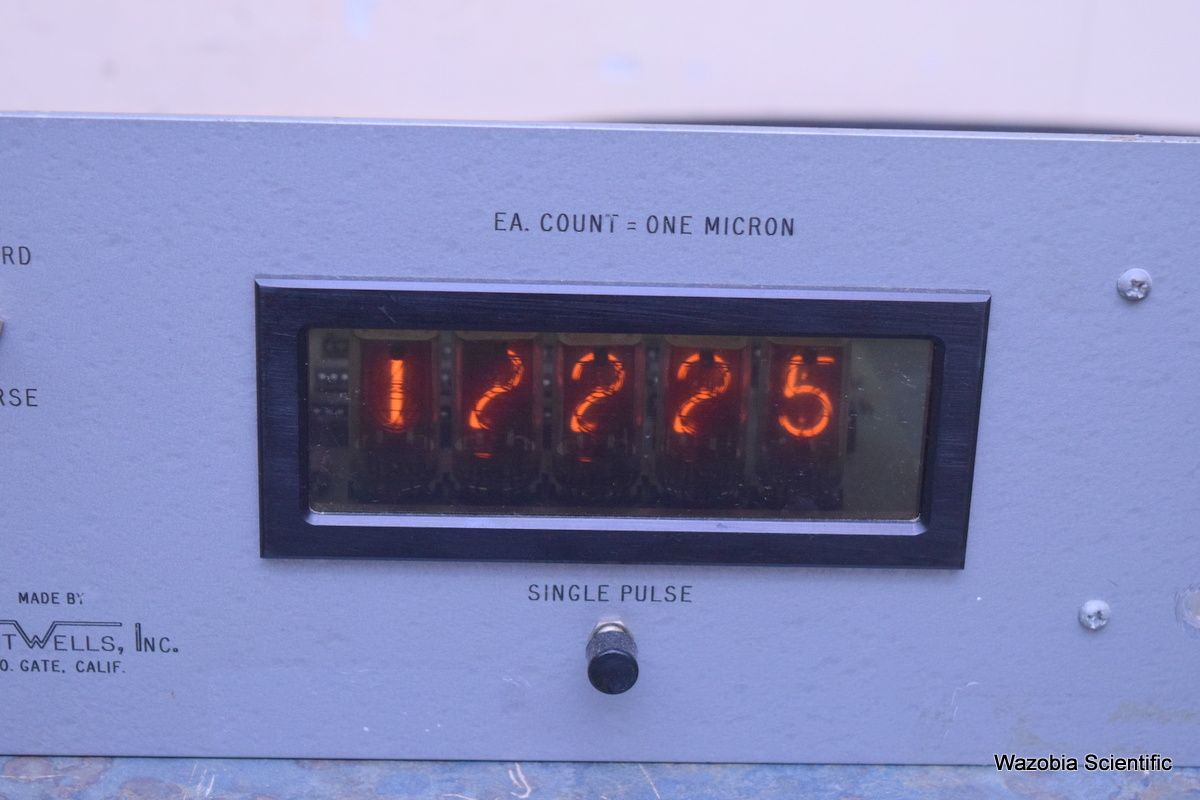 EA. COUNT = ONE MICRON
RD
RSE
12225
SINGLE PULSE
MADE BY
TWELLS, INC.
O. GATE, CALIF.
Wazobia Scientific